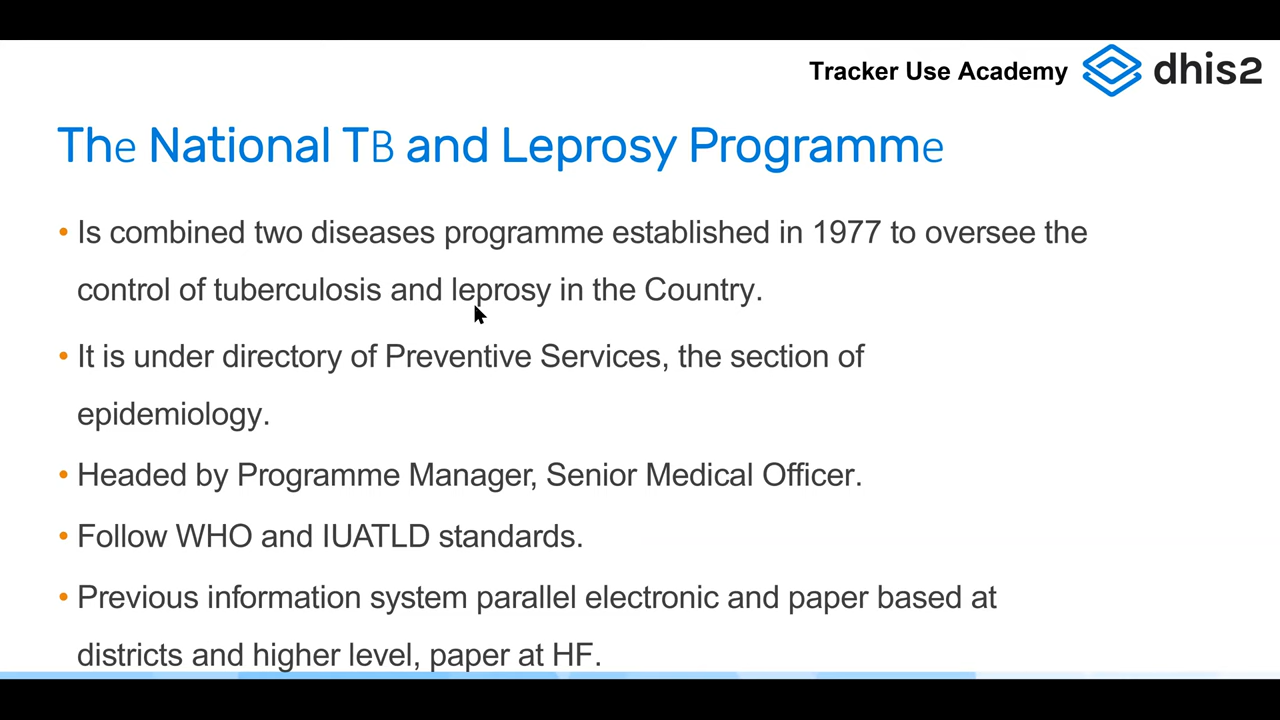 Tracker Use Academy dhis2
The National TB and Leprosy Programme
• Is combined two diseases programme established in 1977 to oversee the
control of tuberculosis and leprosy in the Country.
• It is under directory of Preventive Services, the section of
epidemiology.
• Headed by Programme Manager, Senior Medical Officer.
• Follow WHO and IUATLD standards.
• Previous information system parallel electronic and paper based at
districts and higher level, paper at HF.